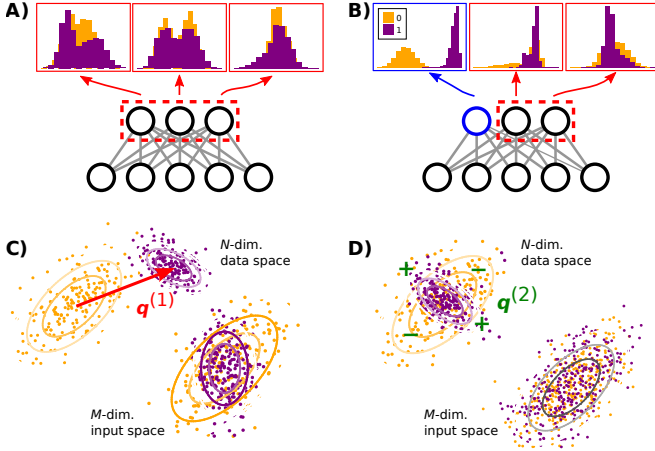 A)
B)
0
1
C)
N-dim.
data space
q(1)
M-dim.
input space
D)
N-dim.
data space
+
−
q(2)
−
+
M-dim.
input space